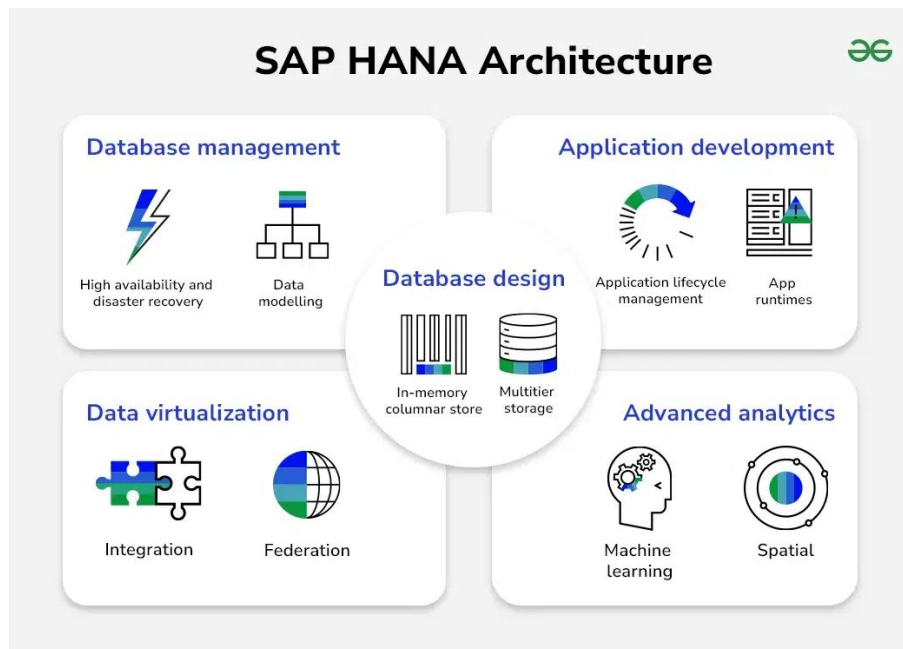 SAP HANA Architecture
Database management
High availability and
disaster recovery
Data
modelling
Application development
Application lifecycle
management
App
runtimes
Database design
In-memory
columnar store
Multitier
storage
Data virtualization
Integration
Federation
Advanced analytics
Machine
learning
Spatial